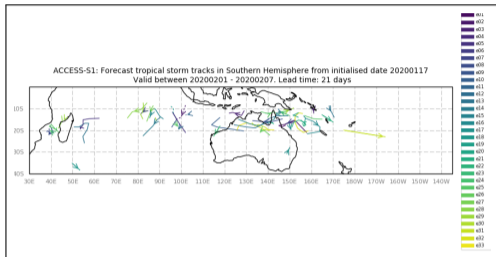 ACCESS-S1: Forecast tropical storm tracks in Southern Hemisphere from initialised date 20200117
Valid between 20200201 - 20200207. Lead time: 21 days
10S
20S
30S
40S
30E 40E 50E 60E 70E 80E 90E 100E 110E 120E 130E 140E 150E 160E 170E 180E 170W 160W 150W 140W
e01
e02
e03
e04
e05
e06
e07
e08
e09
e10
e11
e12
e13
e14
e15
e16
e17
e18
e19
e20
e21
e22
e23
e24
e25
e26
e27
e28
e29
e30
e31
e32
e33